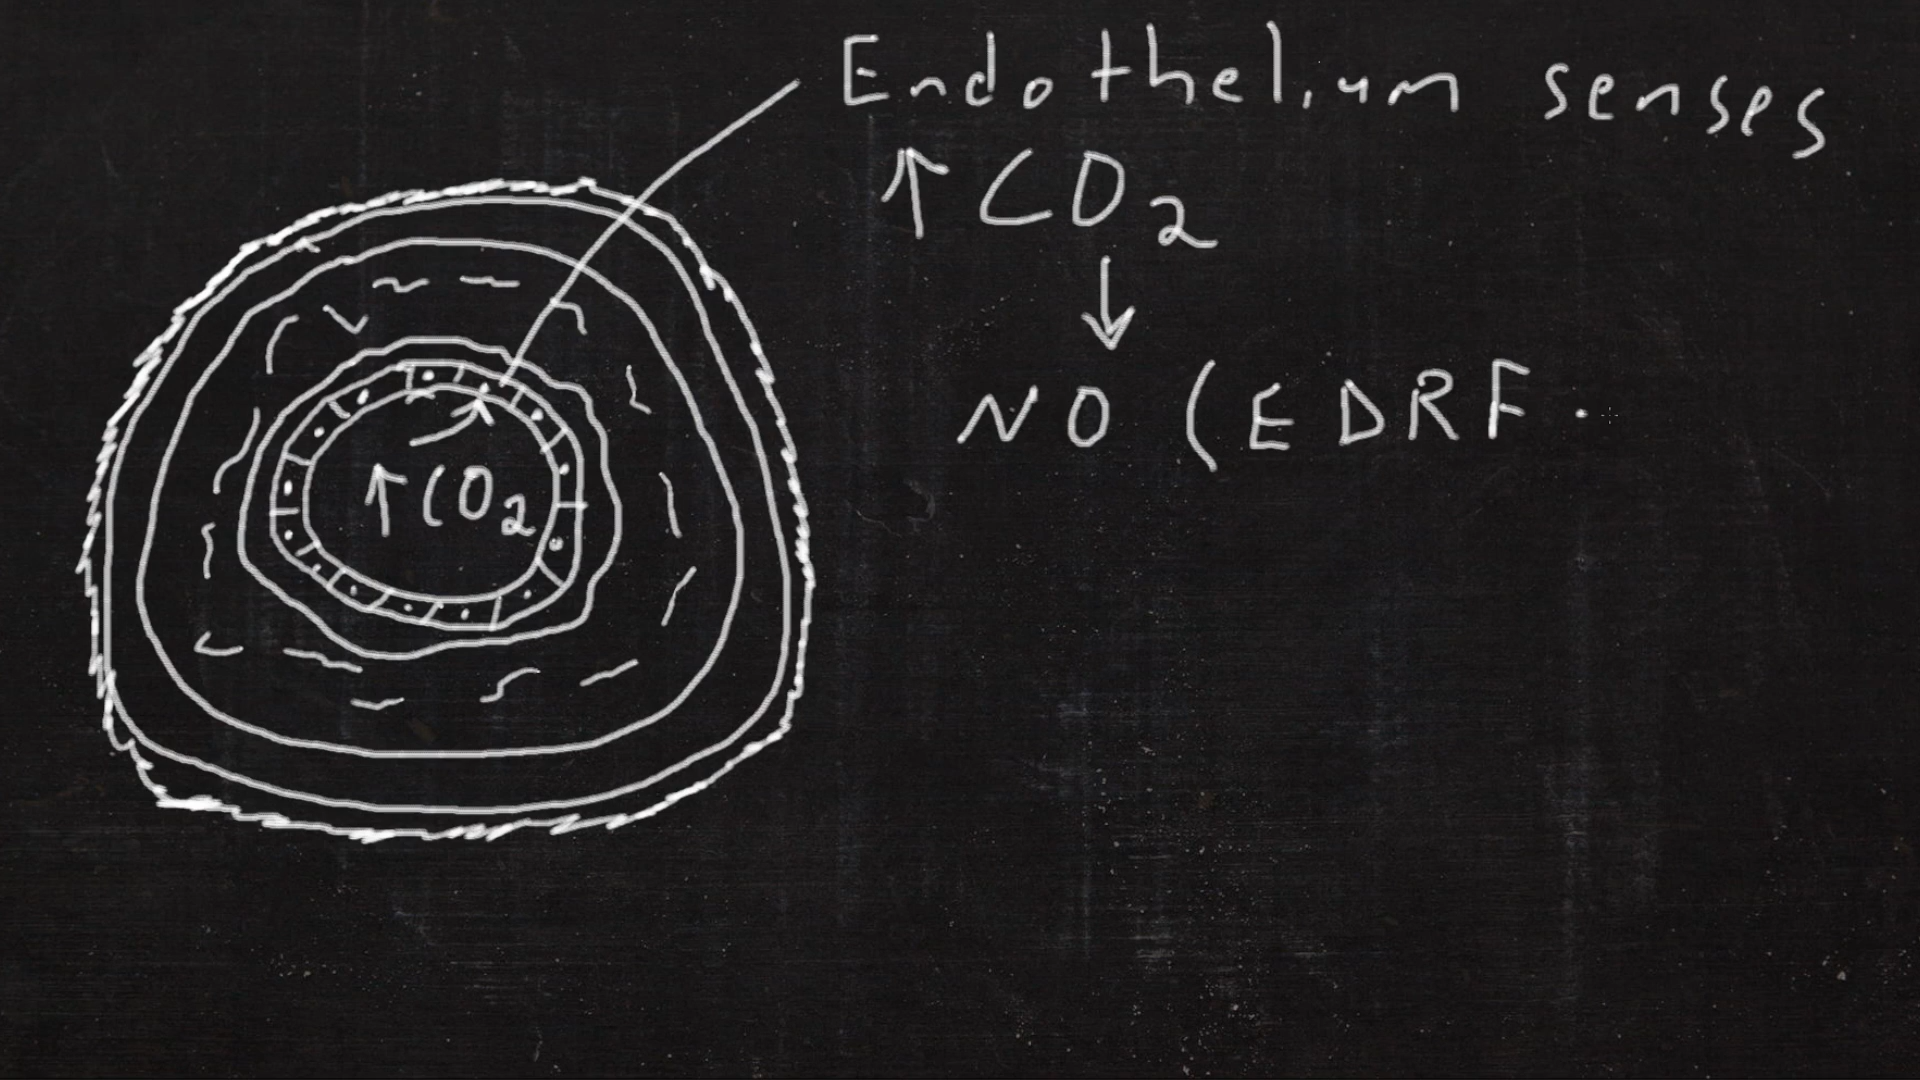 Endothelium senses
↑ CO2
↓
NO (EDRF -
↑ CO2